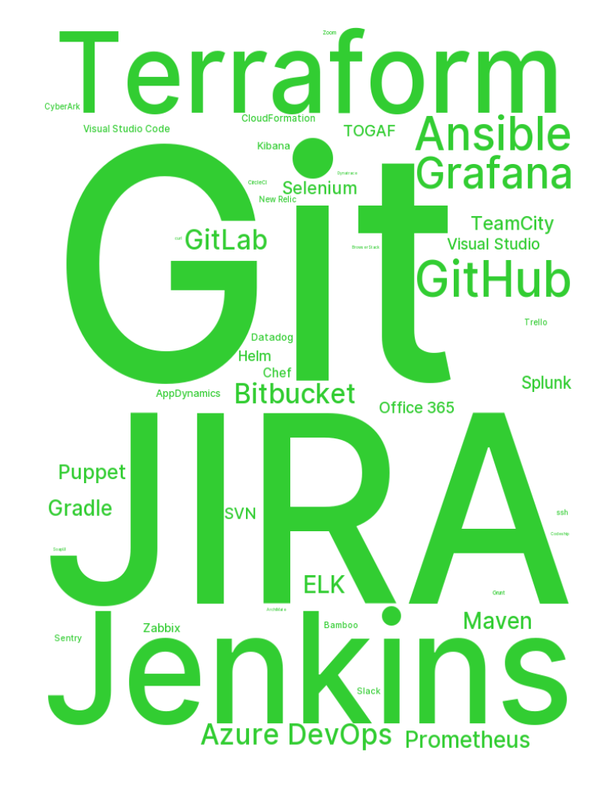 Zoom
Terraform
CyberArk
CloudFormation
Visual Studio Code
TOGAF
Ansible
Kibana
Grafana
CircleCI
Selenium
New Relic
TeamCity
GitLab
Visual Studio
Git
GitHub
Trello
Datadog
Helm
Chef
Splunk
AppDynamics
Bitbucket
Office 365
Puppet
Gradle
SVN
ssh
JIRA
ELK
Maven
Bamboo
Zabbix
Sentry
Jenkins
Slack
Azure DevOps
Prometheus